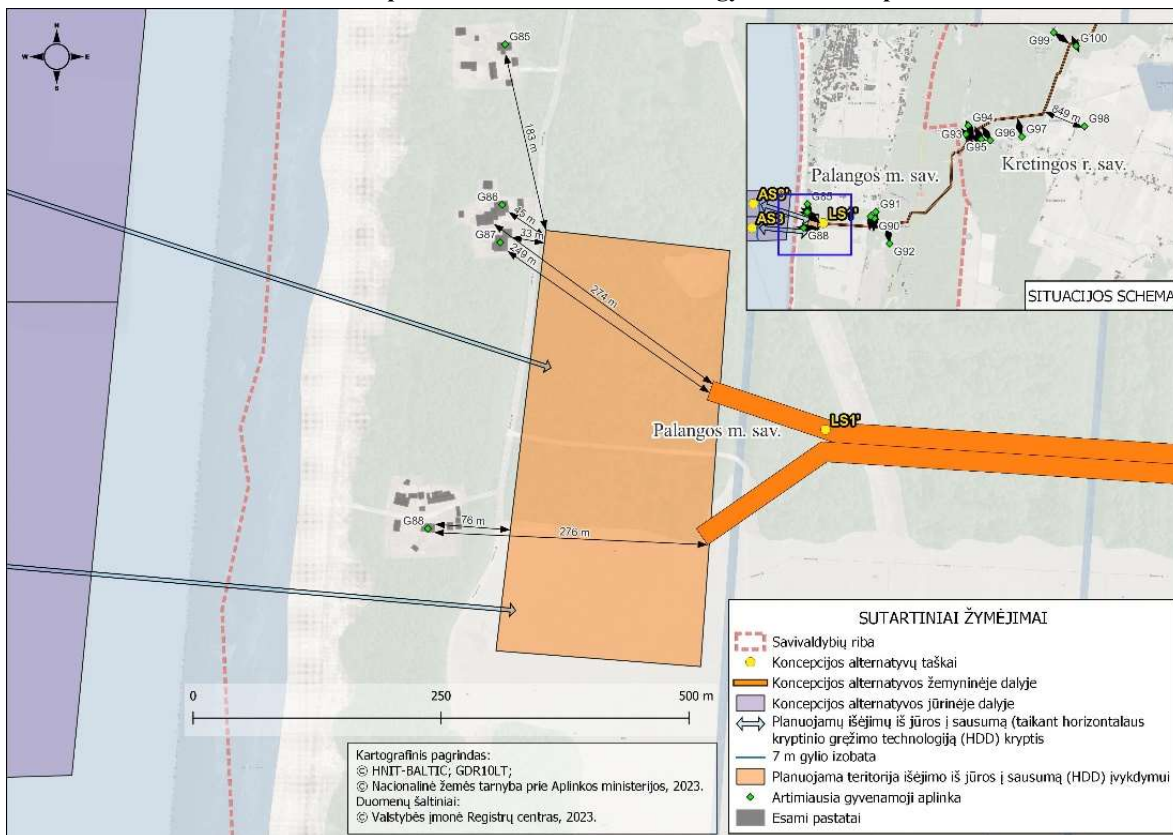 N
W
E
S
G85
183 m
G86
45 m
G87
33 m
249 m
274 m
Palangos m. sav.
LS1'
G88
76 m
276 m
G99
G100
G94
G93
G95
G96
G97
G98
849 m
Kretingos r. sav.
Palangos m. sav.
G85
G91
LS1'
G90
G88
G92
SITUACIJOS SCHEMA
0
250
500 m
Kartografinis pagrindas:
© HNIT-BALTIC; GDR10LT;
© Nacionalinė žemės tarnyba prie Aplinkos ministerijos, 2023.
Duomenų šaltiniai:
© Valstybės įmonė Registrų centras, 2023.
SUTARTINIAI ŽYMĖJIMAI
Savivaldybių riba
Koncepcijos alternatyvų taškai
Koncepcijos alternatyvos žemyninėje dalyje
Koncepcijos alternatyvos jūrinėje dalyje
Planuojamų išėjimų iš jūros į sausumą (taikant horizontalaus
kryptinio gręžimo technologiją (HDD) kryptis
7 m gylio izobata
Planuojama teritorija išėjimo iš jūros į sausumą (HDD) įvykdymui
Artimiausia gyvenamoji aplinka
Esami pastatai